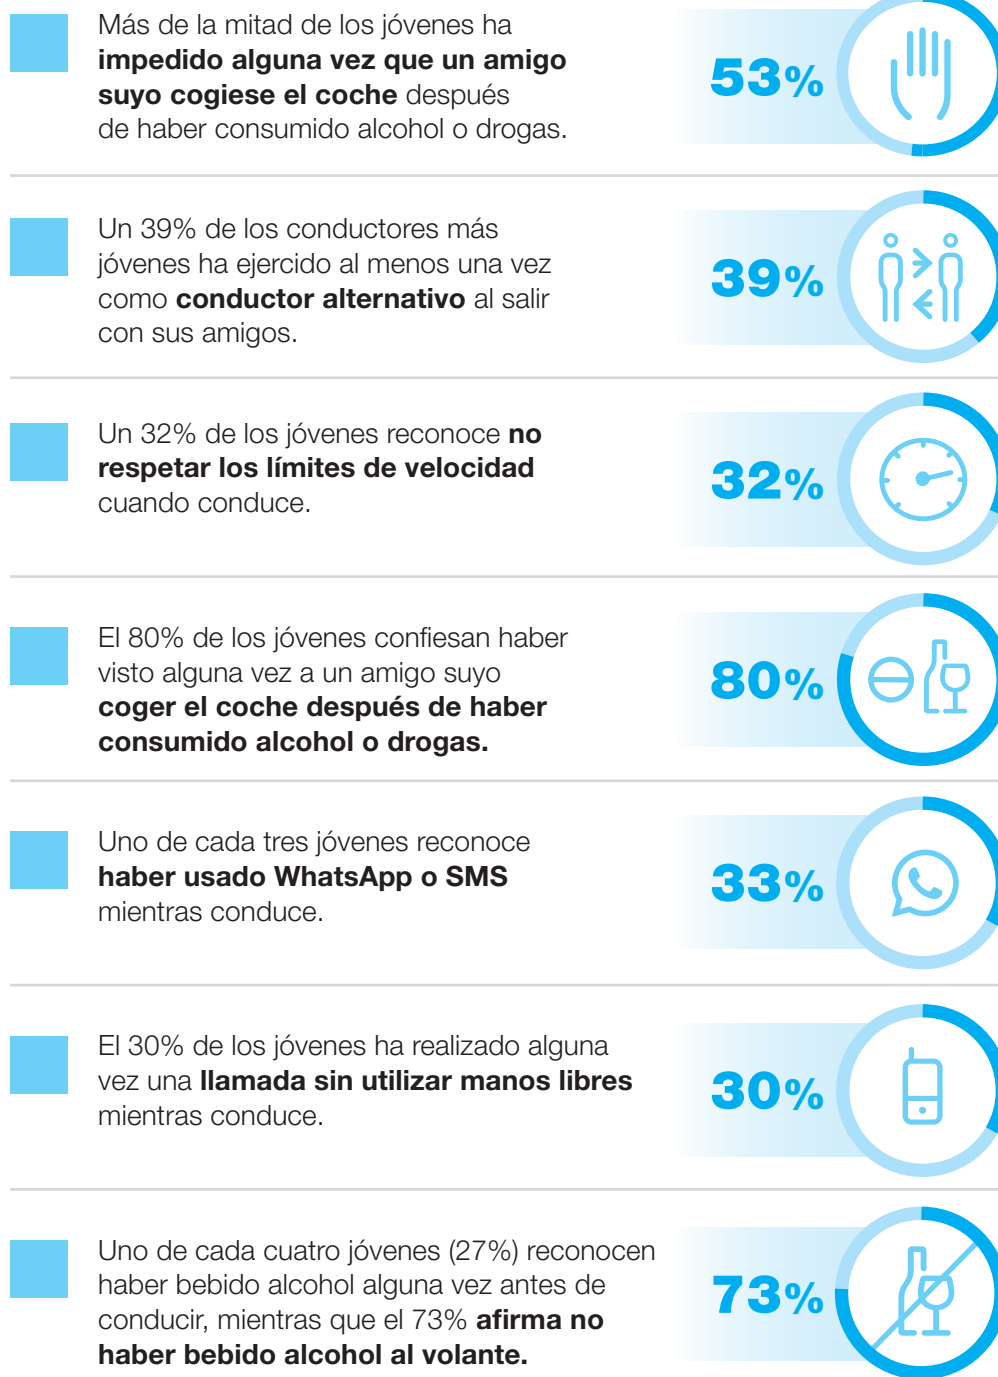 Más de la mitad de los jóvenes ha
impedido alguna vez que un amigo
suyo cogiese el coche después
de haber consumido alcohol o drogas.
53%
Un 39% de los conductores más
jóvenes ha ejercido al menos una vez
como conductor alternativo al salir
con sus amigos.
39%
Un 32% de los jóvenes reconoce no
respetar los límites de velocidad
cuando conduce.
32%
El 80% de los jóvenes confiesan haber
visto alguna vez a un amigo suyo
coger el coche después de haber
consumido alcohol o drogas.
80%
Uno de cada tres jóvenes reconoce
haber usado WhatsApp o SMS
mientras conduce.
33%
El 30% de los jóvenes ha realizado alguna
vez una llamada sin utilizar manos libres
mientras conduce.
30%
Uno de cada cuatro jóvenes (27%) reconocen
haber bebido alcohol alguna vez antes de
conducir, mientras que el 73% afirma no
haber bebido alcohol al volante.
73%